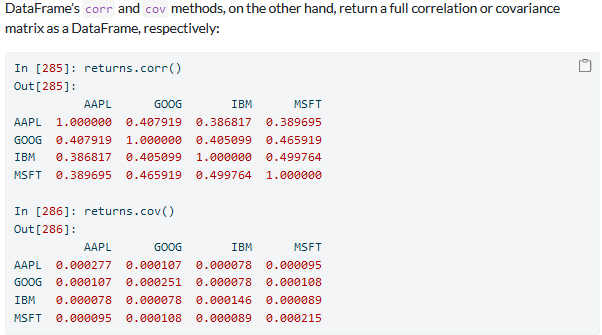 DataFrame's corr and cov methods, on the other hand, return a full correlation or covariance
matrix as a DataFrame, respectively:
In [285]: returns.corr()
Out[285]:
          AAPL      GOOG       IBM      MSFT
AAPL  1.000000  0.407919  0.386817  0.389695
GOOG  0.407919  1.000000  0.405099  0.465919
IBM   0.386817  0.405099  1.000000  0.499764
MSFT  0.389695  0.465919  0.499764  1.000000
In [286]: returns.cov()
Out[286]:
          AAPL      GOOG       IBM      MSFT
AAPL  0.000277  0.000107  0.000078  0.000095
GOOG  0.000107  0.000251  0.000078  0.000108
IBM   0.000078  0.000078  0.000146  0.000089
MSFT  0.000095  0.000108  0.000089  0.000215